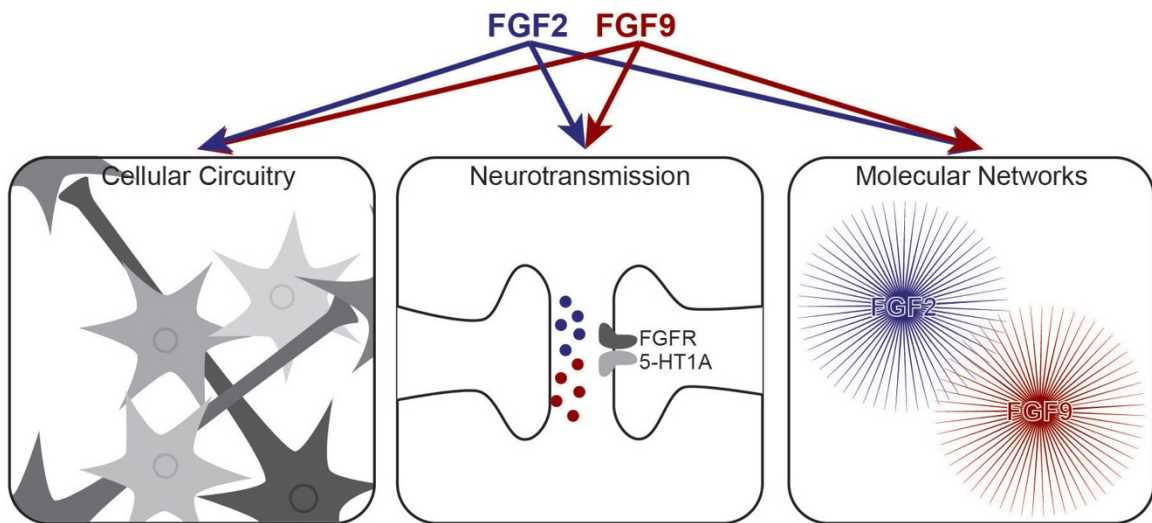 FGF2 FGF9
Cellular Circuitry
Neurotransmission
Molecular Networks
FGFR
5-HT1A
FGF2
FGF9